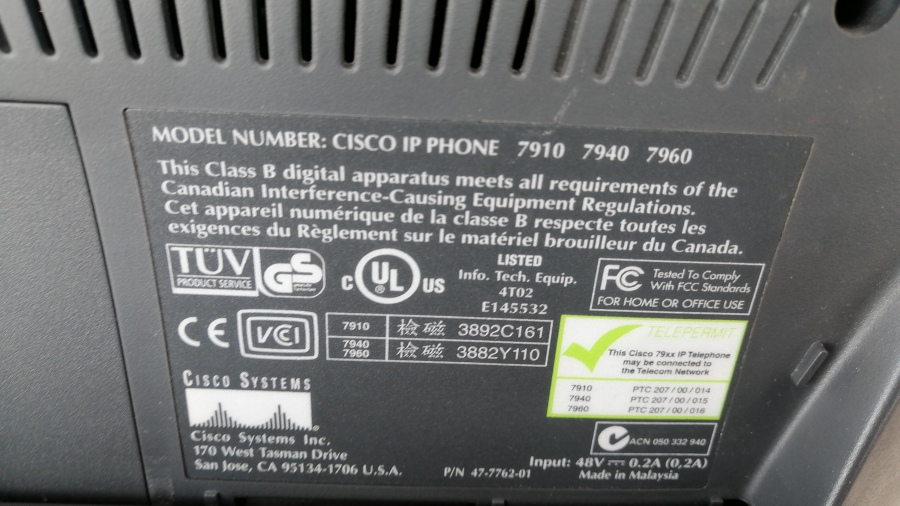 MODEL NUMBER: CISCO IP PHONE 7910 7940 7960
This Class B digital apparatus meets all requirements of the
Canadian Interference-Causing Equipment Regulations.
Cet appareil numérique de la classe B respecte toutes les
exigences du Règlement sur le matériel brouilleur du Canada.
TÜV
PRODUCT SERVICE
GS
C UL US
LISTED
Info. Tech. Equip.
4T02
E145532
FC Tested To Comply
With FCC Standards
FOR HOME OR OFFICE USE
CE
VCI
7910 檢磁 3892C161
7940
7960 檢磁 3882Y110
TELEPERMIT
This Cisco 79xx IP Telephone
may be connected to
the Telecom Network
7910 PTC 207 / 00 / 014
7940 PTC 207 / 00 / 015
7960 PTC 207 / 00 / 016
CISCO SYSTEMS
Cisco Systems Inc.
170 West Tasman Drive
San Jose, CA 95134-1706 U.S.A.
P/N 47-7762-01
ACN 050 332 940
Input: 48V ⎓ 0.2A (0,2A)
Made in Malaysia